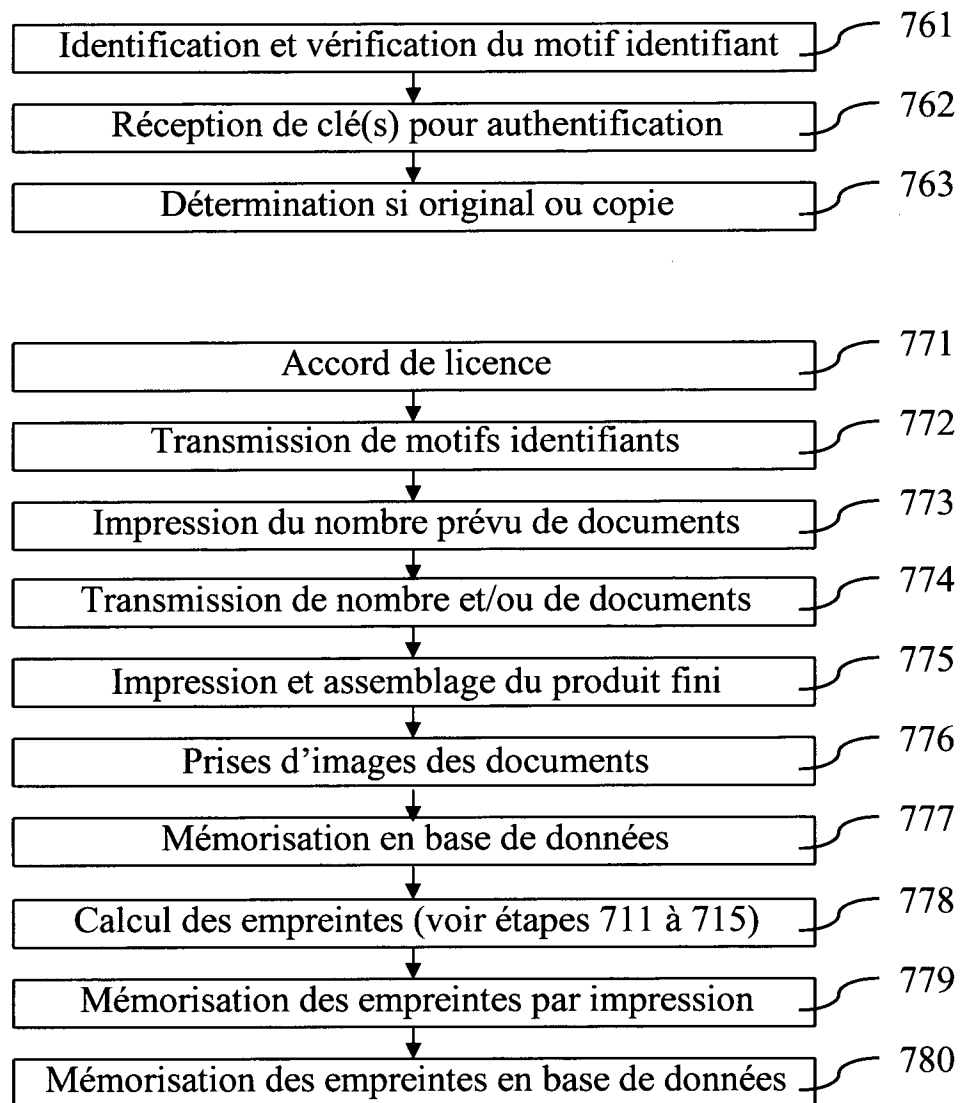 Identification et vérification du motif identifiant 761
Réception de clé(s) pour authentification 762
Détermination si original ou copie 763
Accord de licence 771
Transmission de motifs identifiants 772
Impression du nombre prévu de documents 773
Transmission de nombre et/ou de documents 774
Impression et assemblage du produit fini 775
Prises d’images des documents 776
Mémorisation en base de données 777
Calcul des empreintes (voir étapes 711 à 715) 778
Mémorisation des empreintes par impression 779
Mémorisation des empreintes en base de données 780